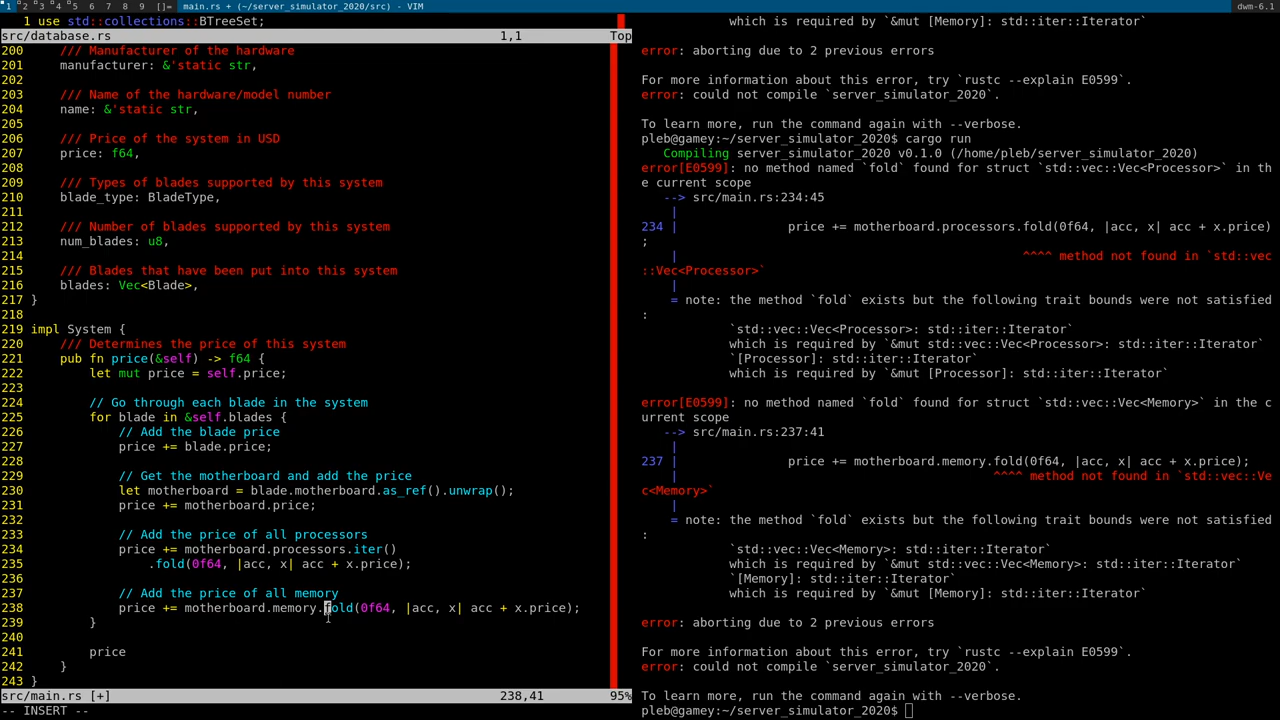 1 2 3 4 5 6 7 8 9 []= main.rs + (~/server_simulator_2020/src) - VIM dwm-6.1
1 use std::collections::BTreeSet;
src/database.rs 1,1 Top
200 /// Manufacturer of the hardware
201 manufacturer: &'static str,
202
203 /// Name of the hardware/model number
204 name: &'static str,
205
206 /// Price of the system in USD
207 price: f64,
208
209 /// Types of blades supported by this system
210 blade_type: BladeType,
211
212 /// Number of blades supported by this system
213 num_blades: u8,
214
215 /// Blades that have been put into this system
216 blades: Vec<Blade>,
217 }
218
219 impl System {
220 /// Determines the price of this system
221 pub fn price(&self) -> f64 {
222 let mut price = self.price;
223
224 // Go through each blade in the system
225 for blade in &self.blades {
226 // Add the blade price
227 price += blade.price;
228
229 // Get the motherboard and add the price
230 let motherboard = blade.motherboard.as_ref().unwrap();
231 price += motherboard.price;
232
233 // Add the price of all processors
234 price += motherboard.processors.iter()
235 .fold(0f64, |acc, x| acc + x.price);
236
237 // Add the price of all memory
238 price += motherboard.memory.fold(0f64, |acc, x| acc + x.price);
239 }
240
241 price
242 }
243 }
src/main.rs [+] 238,41 95%
-- INSERT --
which is required by `&mut [Memory]: std::iter::Iterator`

error: aborting due to 2 previous errors

For more information about this error, try `rustc --explain E0599`.
error: could not compile `server_simulator_2020`.

To learn more, run the command again with --verbose.
pleb@gamey:~/server_simulator_2020$ cargo run
Compiling server_simulator_2020 v0.1.0 (/home/pleb/server_simulator_2020)
error[E0599]: no method named `fold` found for struct `std::vec::Vec<Processor>` in th
e current scope
--> src/main.rs:234:45
|
234 | price += motherboard.processors.fold(0f64, |acc, x| acc + x.price)
;
| ^^^^ method not found in `std::vec
::Vec<Processor>`
|
= note: the method `fold` exists but the following trait bounds were not satisfied
:
`std::vec::Vec<Processor>: std::iter::Iterator`
which is required by `&mut std::vec::Vec<Processor>: std::iter::Iterator`
`[Processor]: std::iter::Iterator`
which is required by `&mut [Processor]: std::iter::Iterator`

error[E0599]: no method named `fold` found for struct `std::vec::Vec<Memory>` in the c
urrent scope
--> src/main.rs:237:41
|
237 | price += motherboard.memory.fold(0f64, |acc, x| acc + x.price);
| ^^^^ method not found in `std::vec::Ve
c<Memory>`
|
= note: the method `fold` exists but the following trait bounds were not satisfied
:
`std::vec::Vec<Memory>: std::iter::Iterator`
which is required by `&mut std::vec::Vec<Memory>: std::iter::Iterator`
`[Memory]: std::iter::Iterator`
which is required by `&mut [Memory]: std::iter::Iterator`

error: aborting due to 2 previous errors

For more information about this error, try `rustc --explain E0599`.
error: could not compile `server_simulator_2020`.

To learn more, run the command again with --verbose.
pleb@gamey:~/server_simulator_2020$